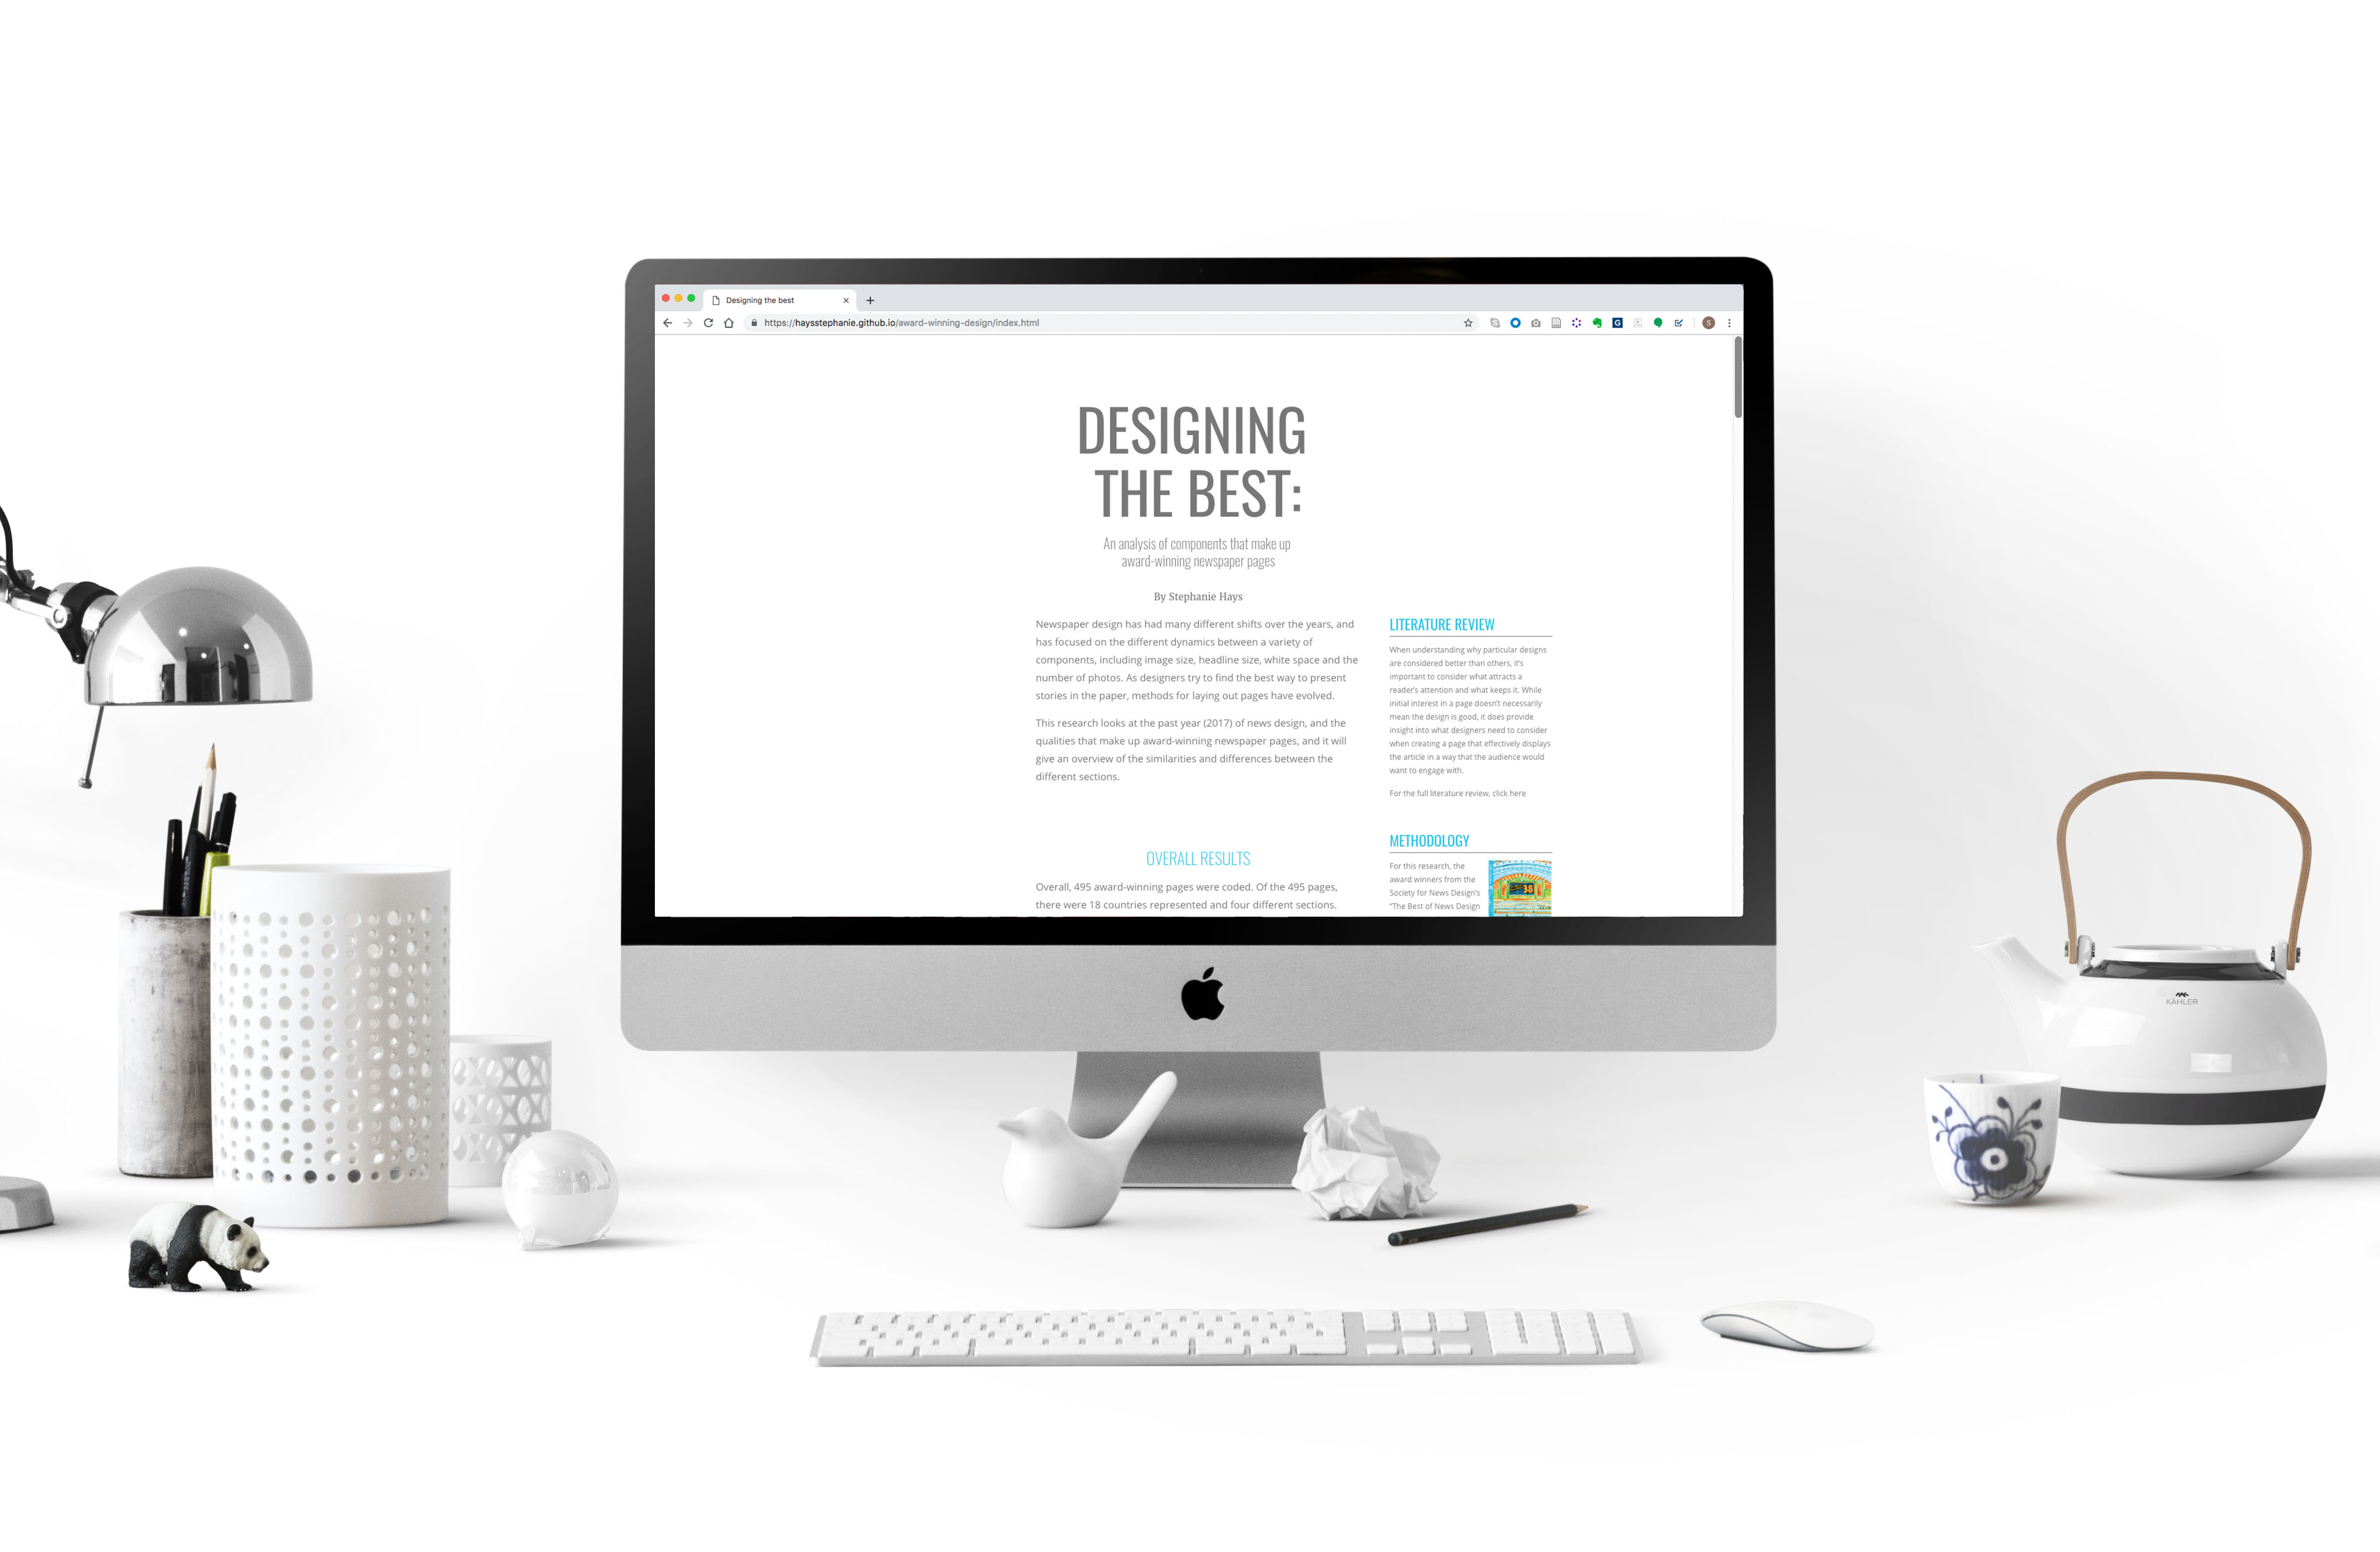 Designing the best
https://haysstephanie.github.io/award-winning-design/index.html
G
S
DESIGNING
THE BEST:
An analysis of components that make up
award-winning newspaper pages
By Stephanie Hays
Newspaper design has had many different shifts over the years, and
has focused on the different dynamics between a variety of
components, including image size, headline size, white space and the
number of photos. As designers try to find the best way to present
stories in the paper, methods for laying out pages have evolved.
This research looks at the past year (2017) of news design, and the
qualities that make up award-winning newspaper pages, and it will
give an overview of the similarities and differences between the
different sections.
OVERALL RESULTS
Overall, 495 award-winning pages were coded. Of the 495 pages,
there were 18 countries represented and four different sections.
LITERATURE REVIEW
When understanding why particular designs
are considered better than others, it's
important to consider what attracts a
reader's attention and what keeps it. While
initial interest in a page doesn't necessarily
mean the design is good, it does provide
insight into what designers need to consider
when creating a page that effectively displays
the article in a way that the audience would
want to engage with.
For the full literature review, click here
METHODOLOGY
For this research, the
award winners from the
Society for News Design's
"The Best of News Design
38
KÄHLER